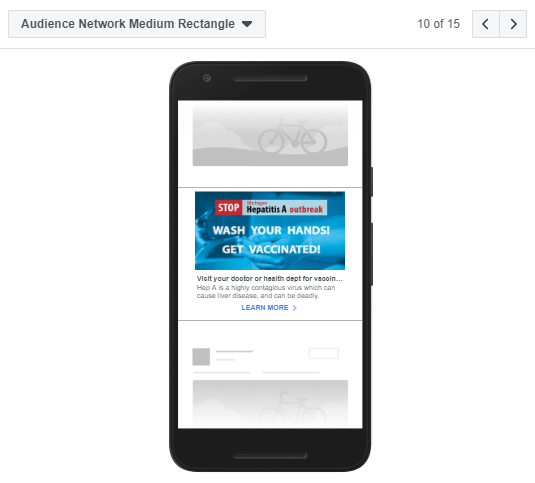 Audience Network Medium Rectangle
10 of 15
STOP
Michigan
Hepatitis A outbreak
WASH YOUR HANDS!
GET VACCINATED!
Visit your doctor or health dept for vaccin...
Hep A is a highly contagious virus which can
cause liver disease, and can be deadly.
LEARN MORE